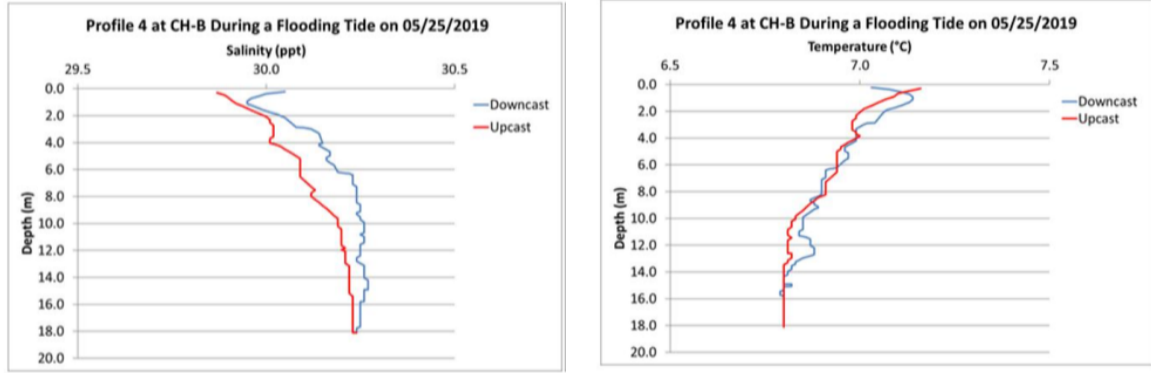 Profile 4 at CH-B During a Flooding Tide on 05/25/2019
Salinity (ppt)
29.5 30.0 30.5
0.0
2.0
4.0
6.0
8.0
10.0
12.0
14.0
16.0
18.0
20.0
Depth (m)
Downcast
Upcast
Profile 4 at CH-B During a Flooding Tide on 05/25/2019
Temperature (°C)
6.5 7.0 7.5
0.0
2.0
4.0
6.0
8.0
10.0
12.0
14.0
16.0
18.0
20.0
Depth (m)
Downcast
Upcast